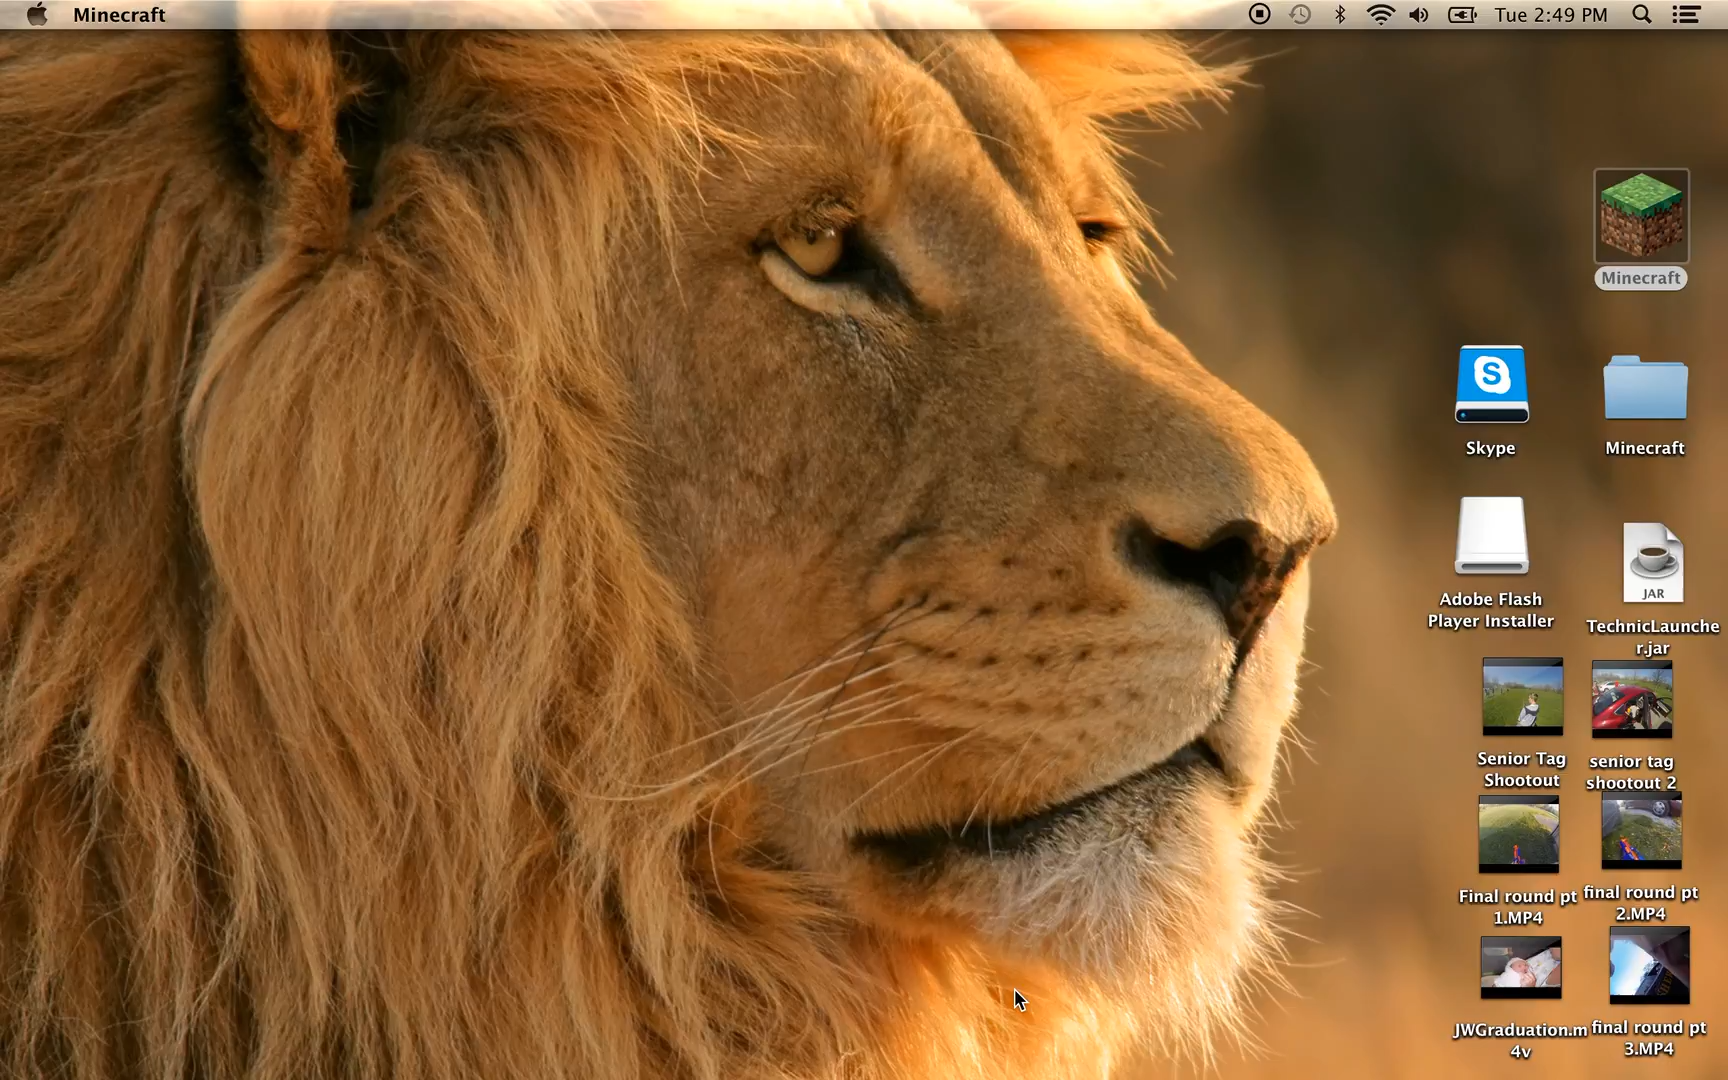 Minecraft
Tue 2:49 PM
Minecraft
Skype
Minecraft
Adobe Flash
Player Installer
JAR
TechnicLaunche
r.jar
Senior Tag
Shootout
senior tag
shootout 2
Final round pt
1.MP4
final round pt
2.MP4
JWGraduation.m
4v
final round pt
3.MP4